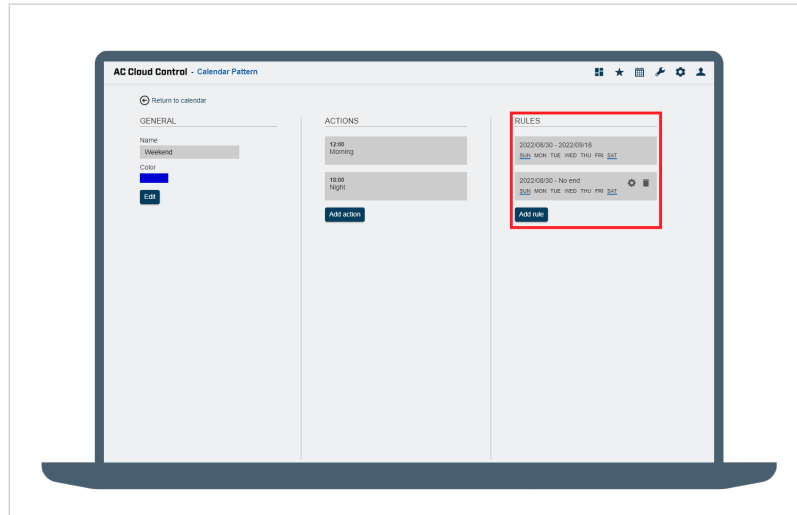 AC Cloud Control - Calendar Pattern
Return to calendar
GENERAL
Name
Weekend
Color
Edit
ACTIONS
12:00
Morning
18:00
Night
Add action
RULES
2022/08/30 - 2022/09/18
SUN MON TUE WED THU FRI SAT
2022/08/30 - No end
SUN MON TUE WED THU FRI SAT
Add rule